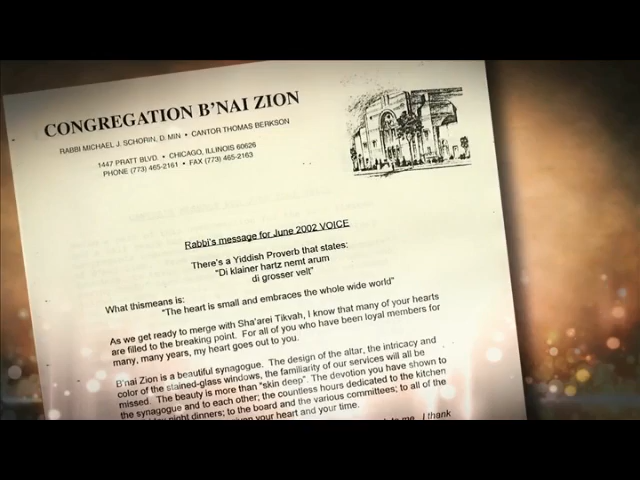 CONGREGATION B'NAI ZION
RABBI MICHAEL J. SCHORIN, D. MIN • CANTOR THOMAS BERKSON
1447 PRATT BLVD. • CHICAGO, ILLINOIS 60626
PHONE (773) 465-2161 • FAX (773) 465-2163
Rabbi's message for June 2002 VOICE
There's a Yiddish Proverb that states:
"Di klainer hartz nemt arum
di grosser velt"
What thismeans is:
"The heart is small and embraces the whole wide world"
As we get ready to merge with Sha'arei Tikvah, I know that many of your hearts
are filled to the breaking point. For all of you who have been loyal members for
many, many years, my heart goes out to you.
B'nai Zion is a beautiful synagogue. The design of the altar, the intricacy and
color of the stained-glass windows, the familiarity of our services will all be
missed. The beauty is more than "skin deep". The devotion you have shown to
the synagogue and to each other; the countless hours dedicated to the kitchen
night dinners; to the board and the various committees; to all of the
your heart and your time.
to me. I thank